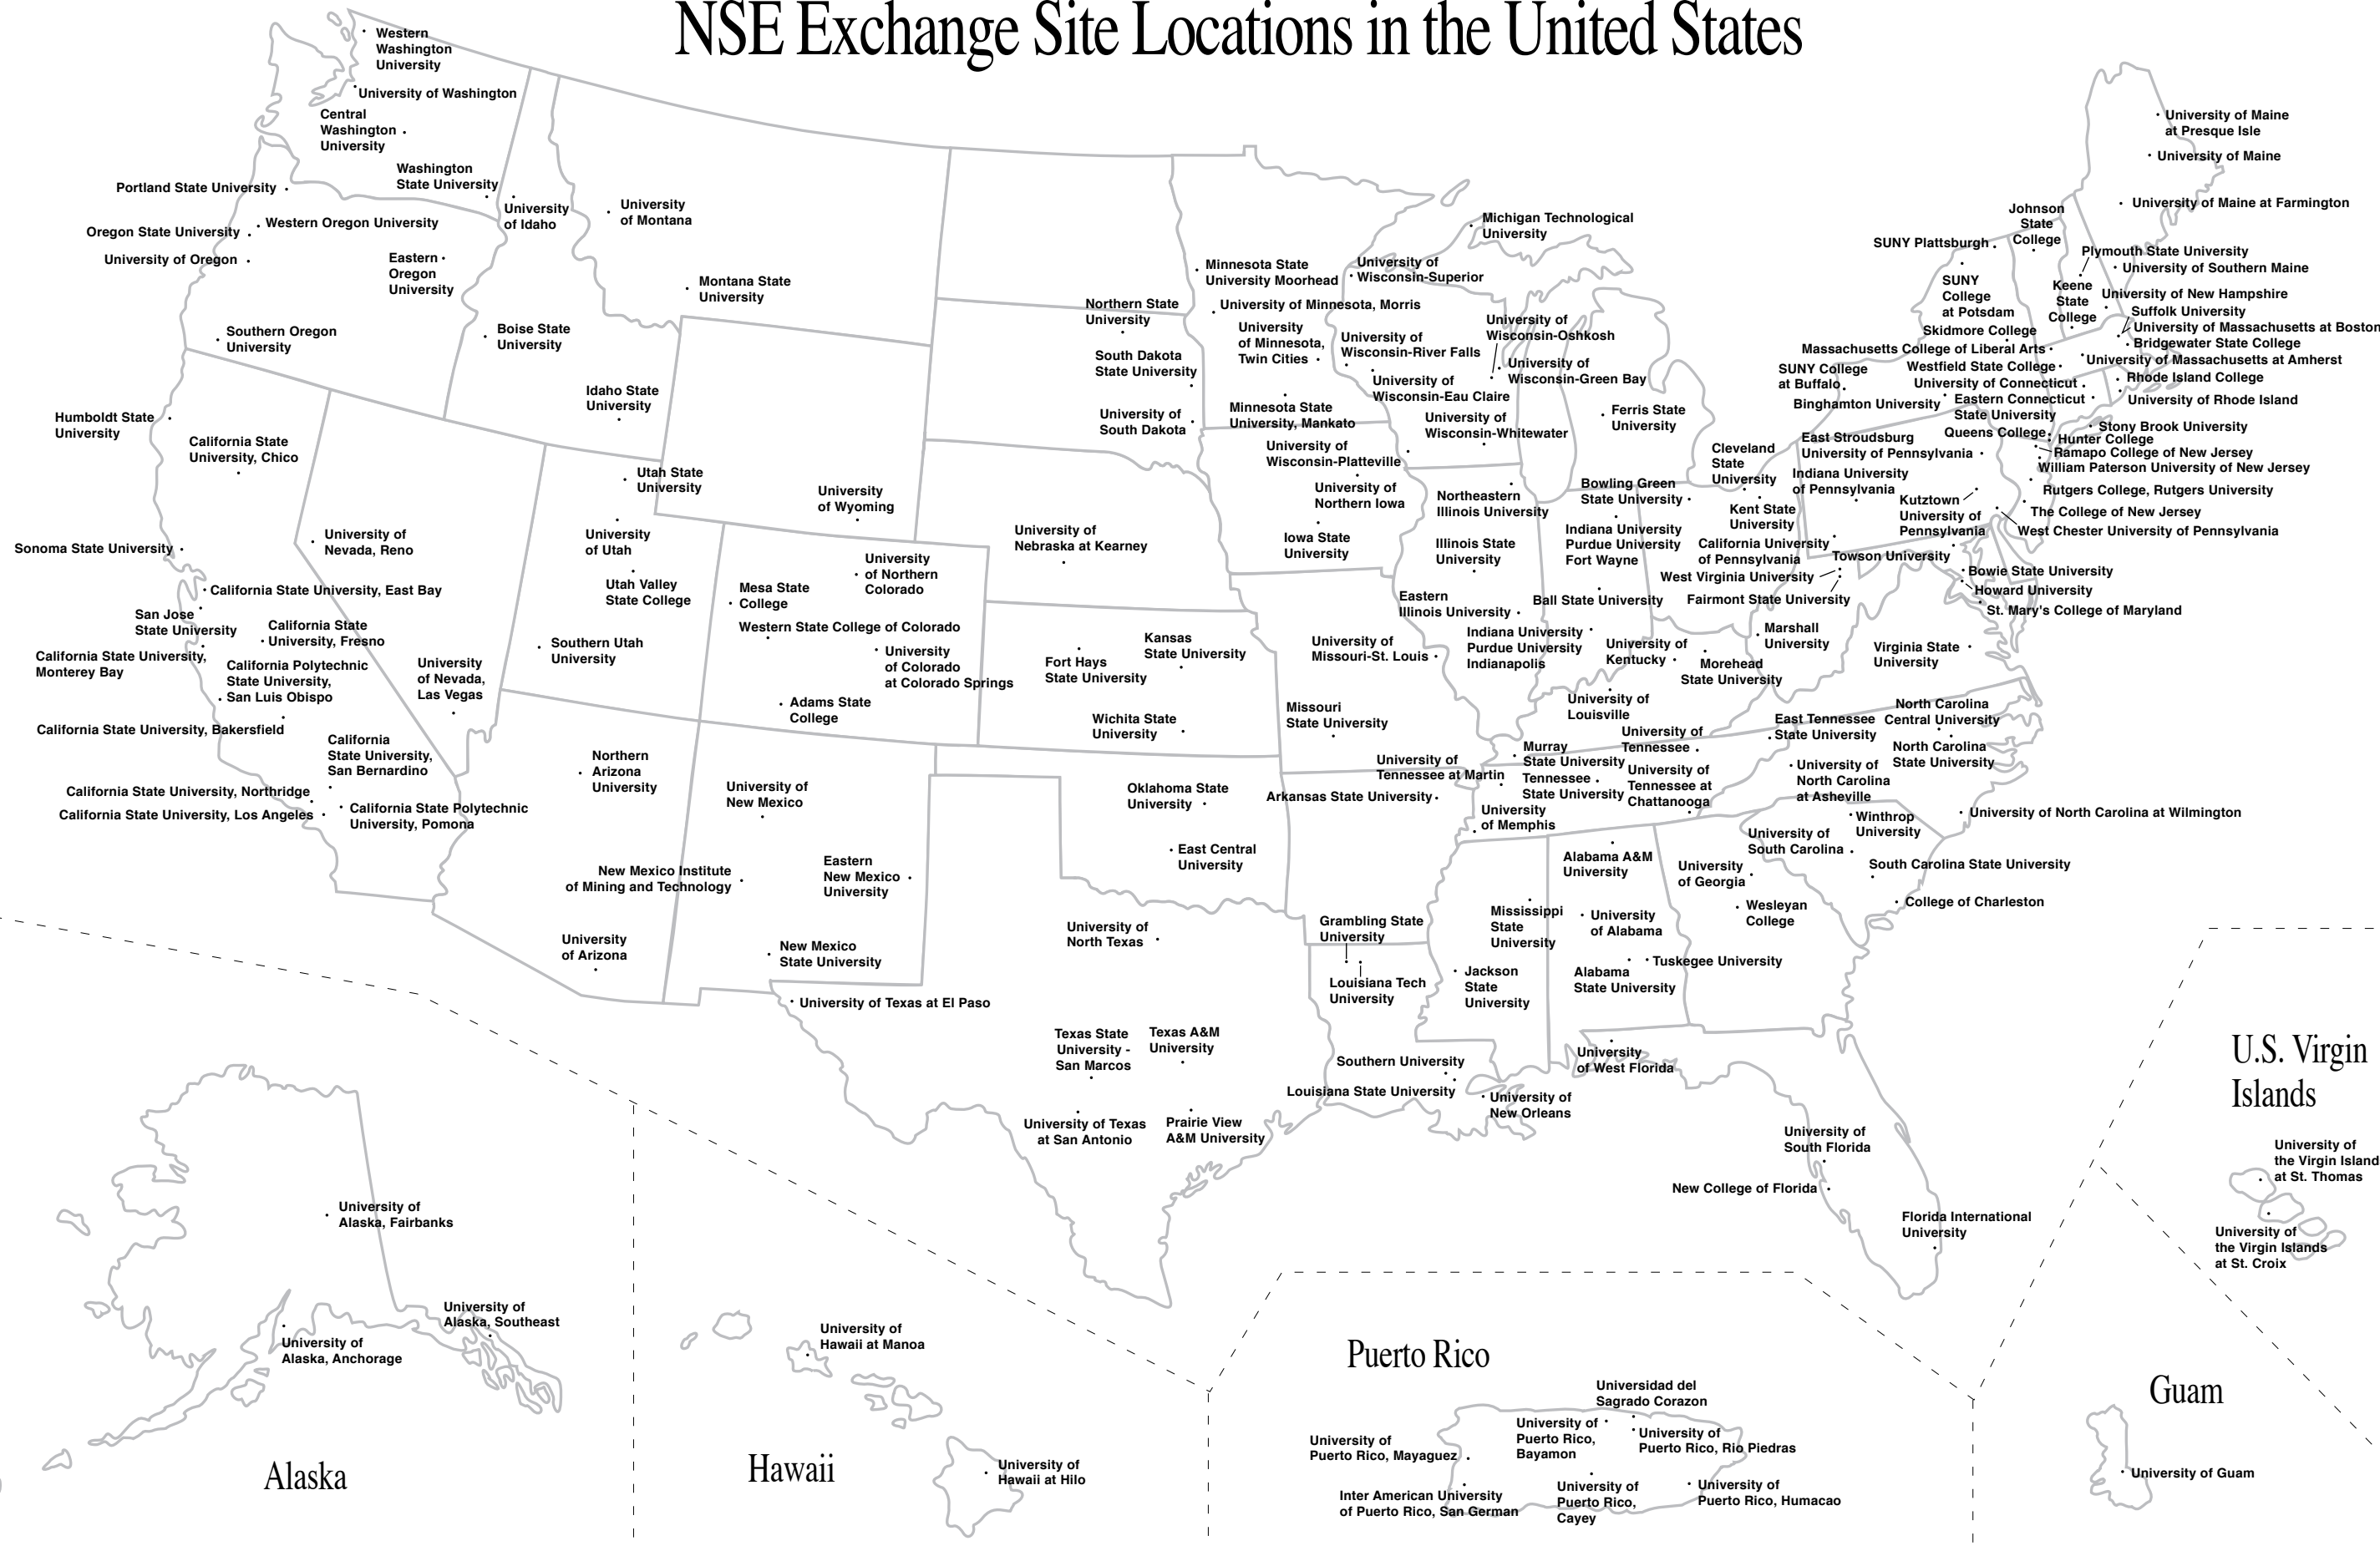 NSE Exchange Site Locations in the United States
Western
Washington
University
University of Washington
Central
Washington
University
Washington
State University
Portland State University
University
of Idaho
Western Oregon University
Oregon State University
University of Oregon
Eastern
Oregon
University
Southern Oregon
University
Boise State
University
Idaho State
University
University
of Montana
Montana State
University
Humboldt State
University
California State
University, Chico
University of
Nevada, Reno
Sonoma State University
California State University, East Bay
San Jose
State University
California State
University, Fresno
California State University,
Monterey Bay
California Polytechnic
State University,
San Luis Obispo
University
of Nevada,
Las Vegas
California State University, Bakersfield
California
State University,
San Bernardino
California State University, Northridge
California State University, Los Angeles
California State Polytechnic
University, Pomona
Utah State
University
University
of Utah
Utah Valley
State College
Southern Utah
University
University
of Wyoming
University
of Northern
Colorado
Mesa State
College
Western State College of Colorado
University
of Colorado
at Colorado Springs
Adams State
College
Northern
Arizona
University
University
of Arizona
University of
New Mexico
New Mexico Institute
of Mining and Technology
Eastern
New Mexico
University
New Mexico
State University
University of Texas at El Paso
Northern State
University
South Dakota
State University
University of
South Dakota
University of
Nebraska at Kearney
Kansas
State University
Fort Hays
State University
Wichita State
University
Oklahoma State
University
East Central
University
University of
North Texas
Texas State
University -
San Marcos
Texas A&M
University
University of Texas
at San Antonio
Prairie View
A&M University
Minnesota State
University Moorhead
University of Minnesota, Morris
University
of Minnesota,
Twin Cities
Minnesota State
University, Mankato
Michigan Technological
University
University of
Wisconsin-Superior
University of
Wisconsin-Oshkosh
University of
Wisconsin-River Falls
University of
Wisconsin-Green Bay
University of
Wisconsin-Eau Claire
University of
Wisconsin-Whitewater
University of
Wisconsin-Platteville
Ferris State
University
University of
Northern Iowa
Iowa State
University
Northeastern
Illinois University
Illinois State
University
Eastern
Illinois University
University of
Missouri-St. Louis
Missouri
State University
Bowling Green
State University
Indiana University
Purdue University
Fort Wayne
Ball State University
Indiana University
Purdue University
Indianapolis
Cleveland
State
University
Kent State
University
University of
Kentucky
Morehead
State University
University of
Louisville
Murray
State University
University of
Tennessee
University of
Tennessee at Martin
Tennessee
State University
University of
Tennessee at
Chattanooga
University
of Memphis
East Tennessee
State University
Arkansas State University
Grambling State
University
Louisiana Tech
University
Southern University
Louisiana State University
University of
New Orleans
Mississippi
State
University
Jackson
State
University
Alabama A&M
University
University
of Alabama
Tuskegee University
Alabama
State University
University
of West Florida
University
of Georgia
Wesleyan
College
University of
South Florida
New College of Florida
Florida International
University
Winthrop
University
University of
South Carolina
South Carolina State University
College of Charleston
North Carolina
Central University
North Carolina
State University
University of
North Carolina
at Asheville
University of North Carolina at Wilmington
Virginia State
University
Marshall
University
West Virginia University
Fairmont State University
California University
of Pennsylvania
Indiana University
of Pennsylvania
East Stroudsburg
University of Pennsylvania
Kutztown
University of
Pennsylvania
West Chester University of Pennsylvania
Towson University
Bowie State University
Howard University
St. Mary's College of Maryland
The College of New Jersey
Rutgers College, Rutgers University
William Paterson University of New Jersey
Ramapo College of New Jersey
Hunter College
Queens College
Stony Brook University
Binghamton University
SUNY College
at Buffalo
Skidmore College
SUNY
College
at Potsdam
SUNY Plattsburgh
Johnson
State
College
Massachusetts College of Liberal Arts
Westfield State College
University of Connecticut
Eastern Connecticut
State University
University of Rhode Island
Rhode Island College
University of Massachusetts at Amherst
Bridgewater State College
University of Massachusetts at Boston
Suffolk University
Keene
State
College
University of New Hampshire
Plymouth State University
University of Southern Maine
University of Maine at Farmington
University of Maine
University of Maine
at Presque Isle
University of
Alaska, Fairbanks
University of
Alaska, Southeast
University of
Alaska, Anchorage
Alaska
University of
Hawaii at Manoa
University of
Hawaii at Hilo
Hawaii
Puerto Rico
Universidad del
Sagrado Corazon
University of
Puerto Rico,
Bayamon
University of
Puerto Rico, Rio Piedras
University of
Puerto Rico, Mayaguez
Inter American University
of Puerto Rico, San German
University of
Puerto Rico,
Cayey
University of
Puerto Rico, Humacao
U.S. Virgin
Islands
University of
the Virgin Island
at St. Thomas
University of
the Virgin Islands
at St. Croix
Guam
University of Guam